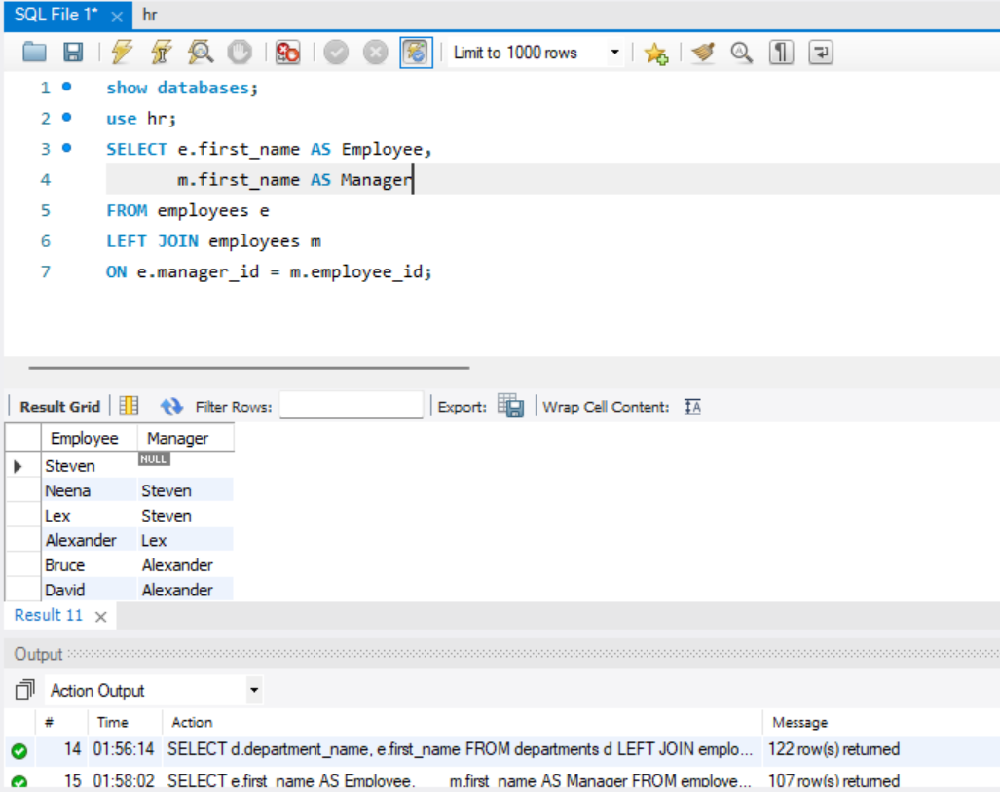 SQL File 1* × hr
Limit to 1000 rows
1 show databases;
2 use hr;
3 SELECT e.first_name AS Employee,
4 m.first_name AS Manager
5 FROM employees e
6 LEFT JOIN employees m
7 ON e.manager_id = m.employee_id;
Result Grid Filter Rows: Export: Wrap Cell Content: IA
Employee Manager
Steven NULL
Neena Steven
Lex Steven
Alexander Lex
Bruce Alexander
David Alexander
Result 11 ×
Output
Action Output
# Time Action Message
14 01:56:14 SELECT d.department_name, e.first_name FROM departments d LEFT JOIN emplo... 122 row(s) returned
15 01:58:02 SELECT e.first_name AS Employee, m.first_name AS Manager FROM employe... 107 row(s) returned